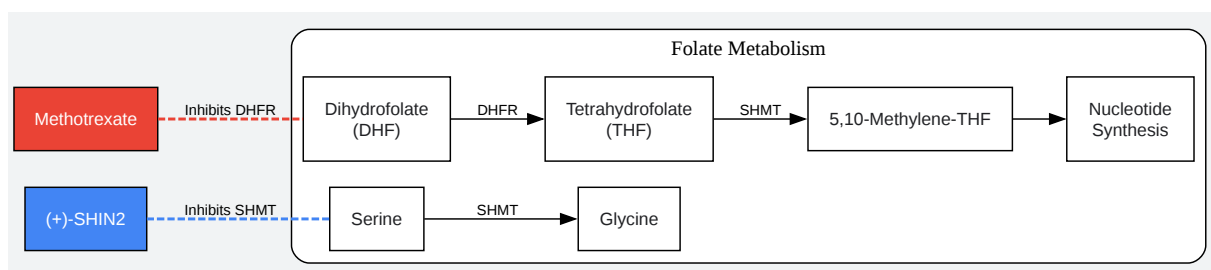 Folate Metabolism
Methotrexate
Inhibits DHFR
Dihydrofolate
(DHF)
DHFR
Tetrahydrofolate
(THF)
SHMT
5,10-Methylene-THF
Nucleotide
Synthesis
(+)-SHIN2
Inhibits SHMT
Serine
SHMT
Glycine